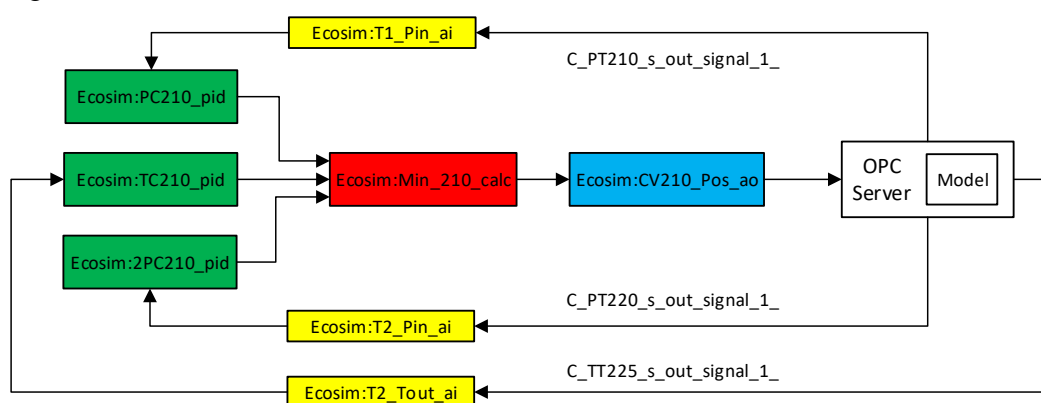 Ecosim:T1_Pin_ai
C_PT210_s_out_signal_1_
Ecosim:PC210_pid
Ecosim:TC210_pid
Ecosim:Min_210_calc
Ecosim:CV210_Pos_ao
OPC
Server
Model
Ecosim:2PC210_pid
C_PT220_s_out_signal_1_
Ecosim:T2_Pin_ai
C_TT225_s_out_signal_1_
Ecosim:T2_Tout_ai